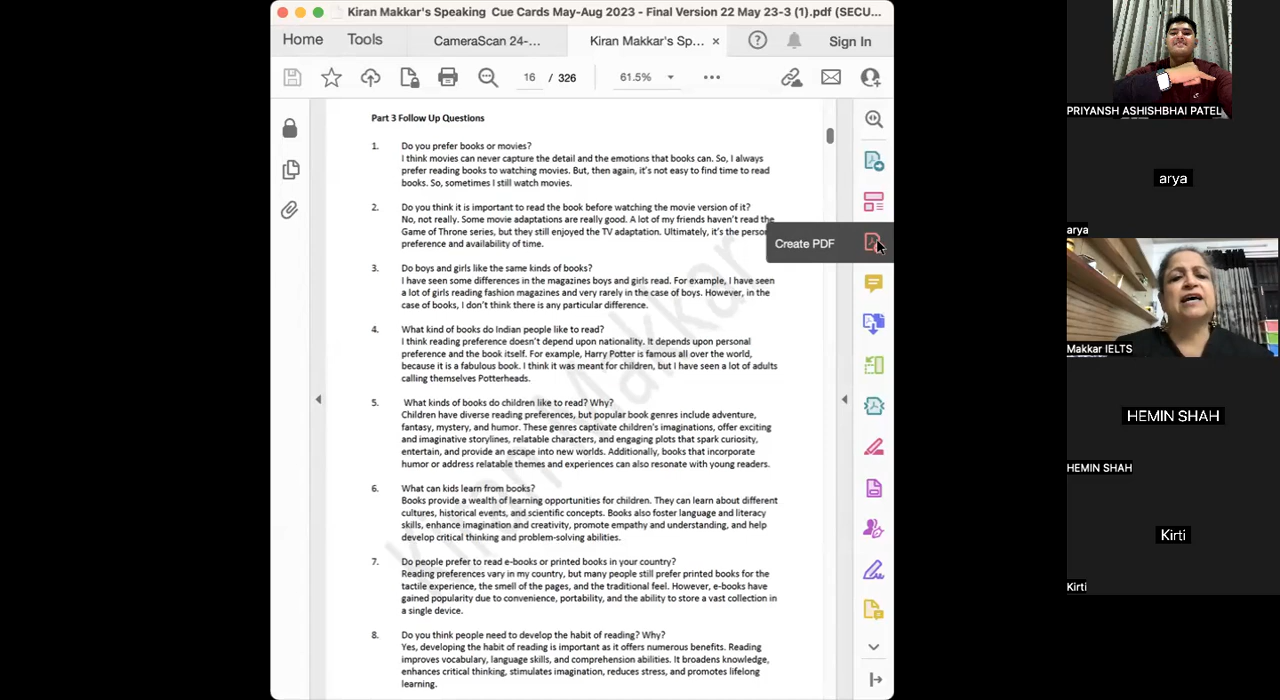 Kiran Makkar's Speaking Cue Cards May-Aug 2023 - Final Version 22 May 23-3 (1).pdf (SECU...
Home Tools CameraScan 24-... Kiran Makkar's Sp... × Sign In
16 / 326 61.5%
Part 3 Follow Up Questions
1. Do you prefer books or movies?
I think movies can never capture the detail and the emotions that books can. So, I always
prefer reading books to watching movies. But, then again, it's not easy to find time to read
books. So, sometimes I still watch movies.
2. Do you think it is important to read the book before watching the movie version of it?
No, not really. Some movie adaptations are really good. A lot of my friends haven't read the
Game of Throne series, but they still enjoyed the TV adaptation. Ultimately, it's the person
preference and availability of time.
Create PDF
3. Do boys and girls like the same kinds of books?
I have seen some differences in the magazines boys and girls read. For example, I have seen
a lot of girls reading fashion magazines and very rarely in the case of boys. However, in the
case of books, I don't think there is any particular difference.
4. What kind of books do Indian people like to read?
I think reading preference doesn't depend upon nationality. It depends upon personal
preference and the book itself. For example, Harry Potter is famous all over the world,
because it is a fabulous book. I think it was meant for children, but I have seen a lot of adults
calling themselves Potterheads.
5. What kinds of books do children like to read? Why?
Children have diverse reading preferences, but popular book genres include adventure,
fantasy, mystery, and humor. These genres captivate children's imaginations, offer exciting
and imaginative storylines, relatable characters, and engaging plots that spark curiosity,
entertain, and provide an escape into new worlds. Additionally, books that incorporate
humor or address relatable themes and experiences can also resonate with young readers.
6. What can kids learn from books?
Books provide a wealth of learning opportunities for children. They can learn about different
cultures, historical events, and scientific concepts. Books also foster language and literacy
skills, enhance imagination and creativity, promote empathy and understanding, and help
develop critical thinking and problem-solving abilities.
7. Do people prefer to read e-books or printed books in your country?
Reading preferences vary in my country, but many people still prefer printed books for the
tactile experience, the smell of the pages, and the traditional feel. However, e-books have
gained popularity due to convenience, portability, and the ability to store a vast collection in
a single device.
8. Do you think people need to develop the habit of reading? Why?
Yes, developing the habit of reading is important as it offers numerous benefits. Reading
improves vocabulary, language skills, and comprehension abilities. It broadens knowledge,
enhances critical thinking, stimulates imagination, reduces stress, and promotes lifelong
learning.
Kiran Makkar
PRIYANSH ASHISHBHAI PATEL
arya
arya
Makkar IELTS
HEMIN SHAH
HEMIN SHAH
Kirti
Kirti